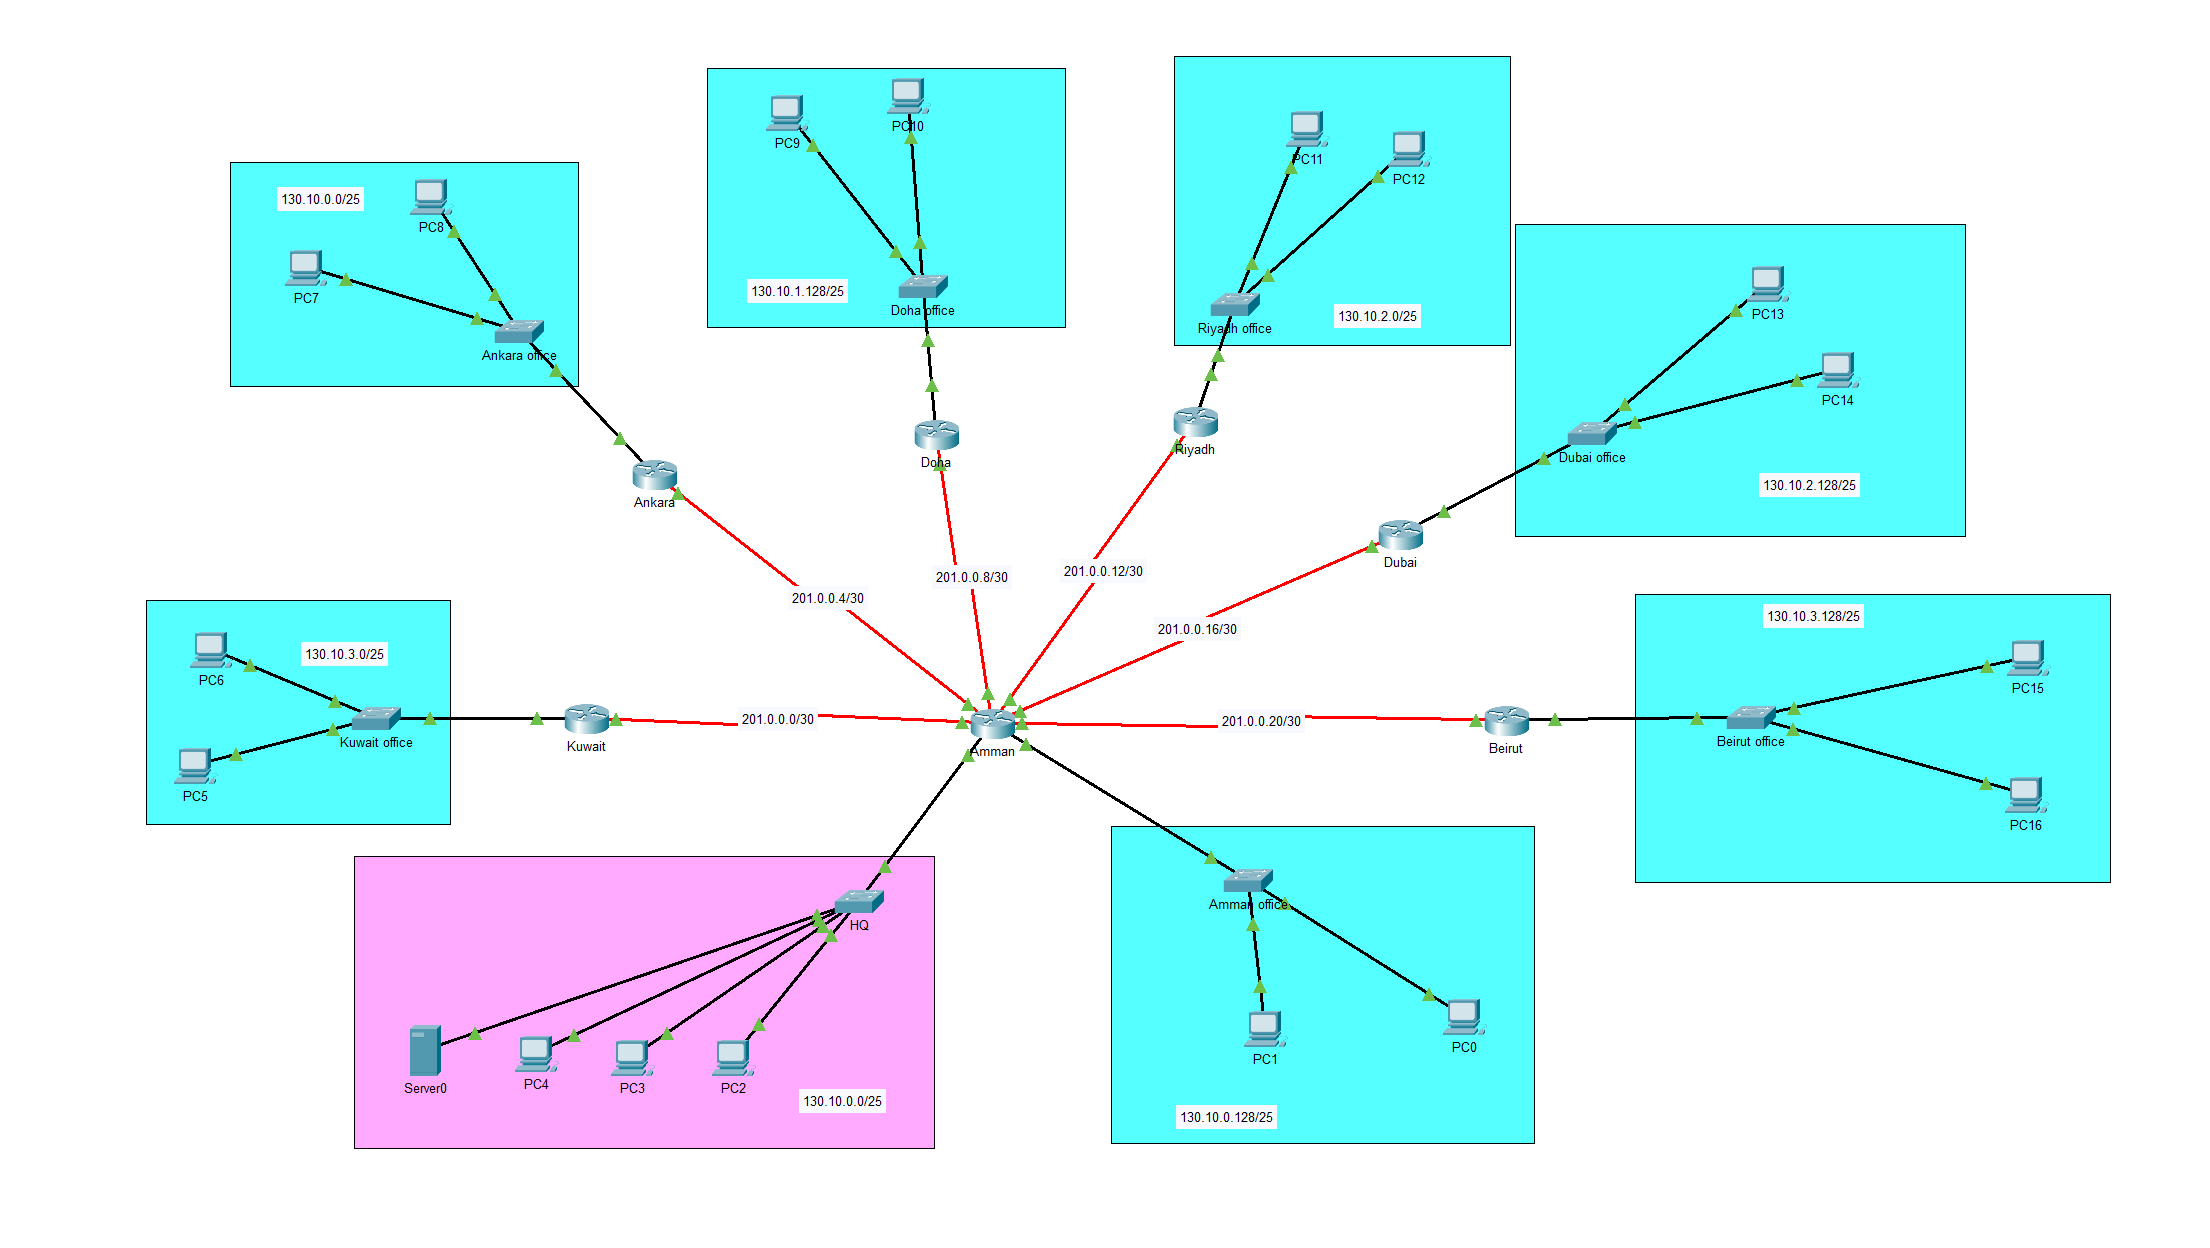 PC9
PC10
130.10.1.128/25
Doha office
PC11
PC12
Riyadh office
130.10.2.0/25
130.10.0.0/25
PC8
PC7
Ankara office
PC13
PC14
Dubai office
130.10.2.128/25
Ankara
Doha
Riyadh
Dubai
201.0.0.4/30
201.0.0.8/30
201.0.0.12/30
201.0.0.16/30
130.10.3.0/25
PC6
PC5
Kuwait office
Kuwait
201.0.0.0/30
Amman
201.0.0.20/30
Beirut
130.10.3.128/25
PC15
Beirut office
PC16
HQ
Server0
PC4
PC3
PC2
130.10.0.0/25
Amman office
PC1
PC0
130.10.0.128/25